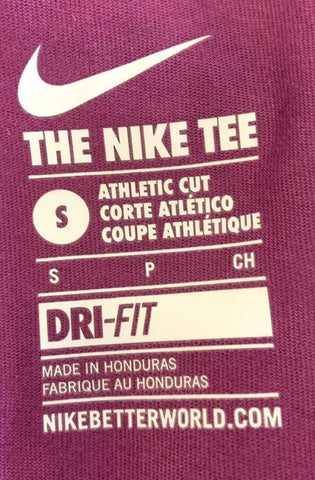 THE NIKE TEE
S
ATHLETIC CUT
CORTE ATLÉTICO
COUPE ATHLÉTIQUE
S P CH
DRI-FIT
MADE IN HONDURAS
FABRIQUE AU HONDURAS
NIKEBETTERWORLD.COM